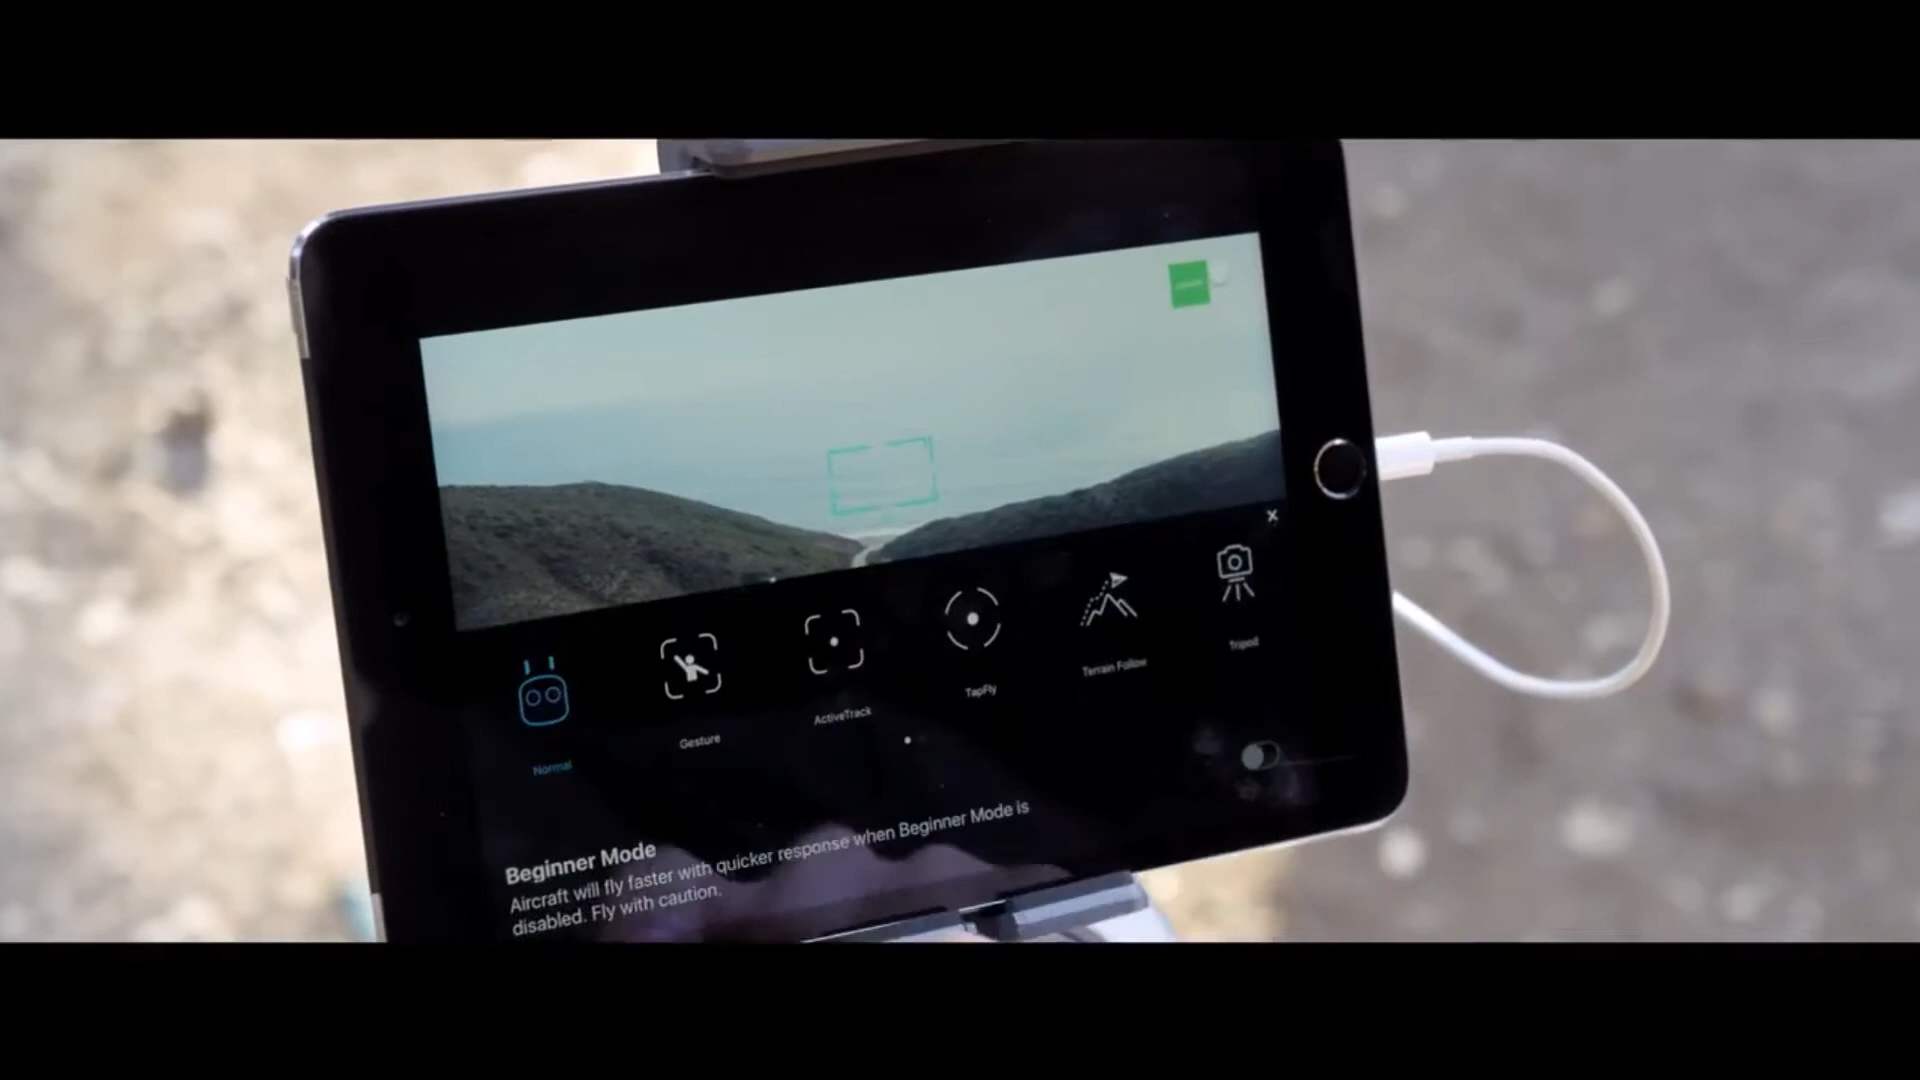 Normal
Gesture
ActiveTrack
TapFly
Terrain Follow
Tripod
Beginner Mode
Aircraft will fly faster with quicker response when Beginner Mode is
disabled. Fly with caution.